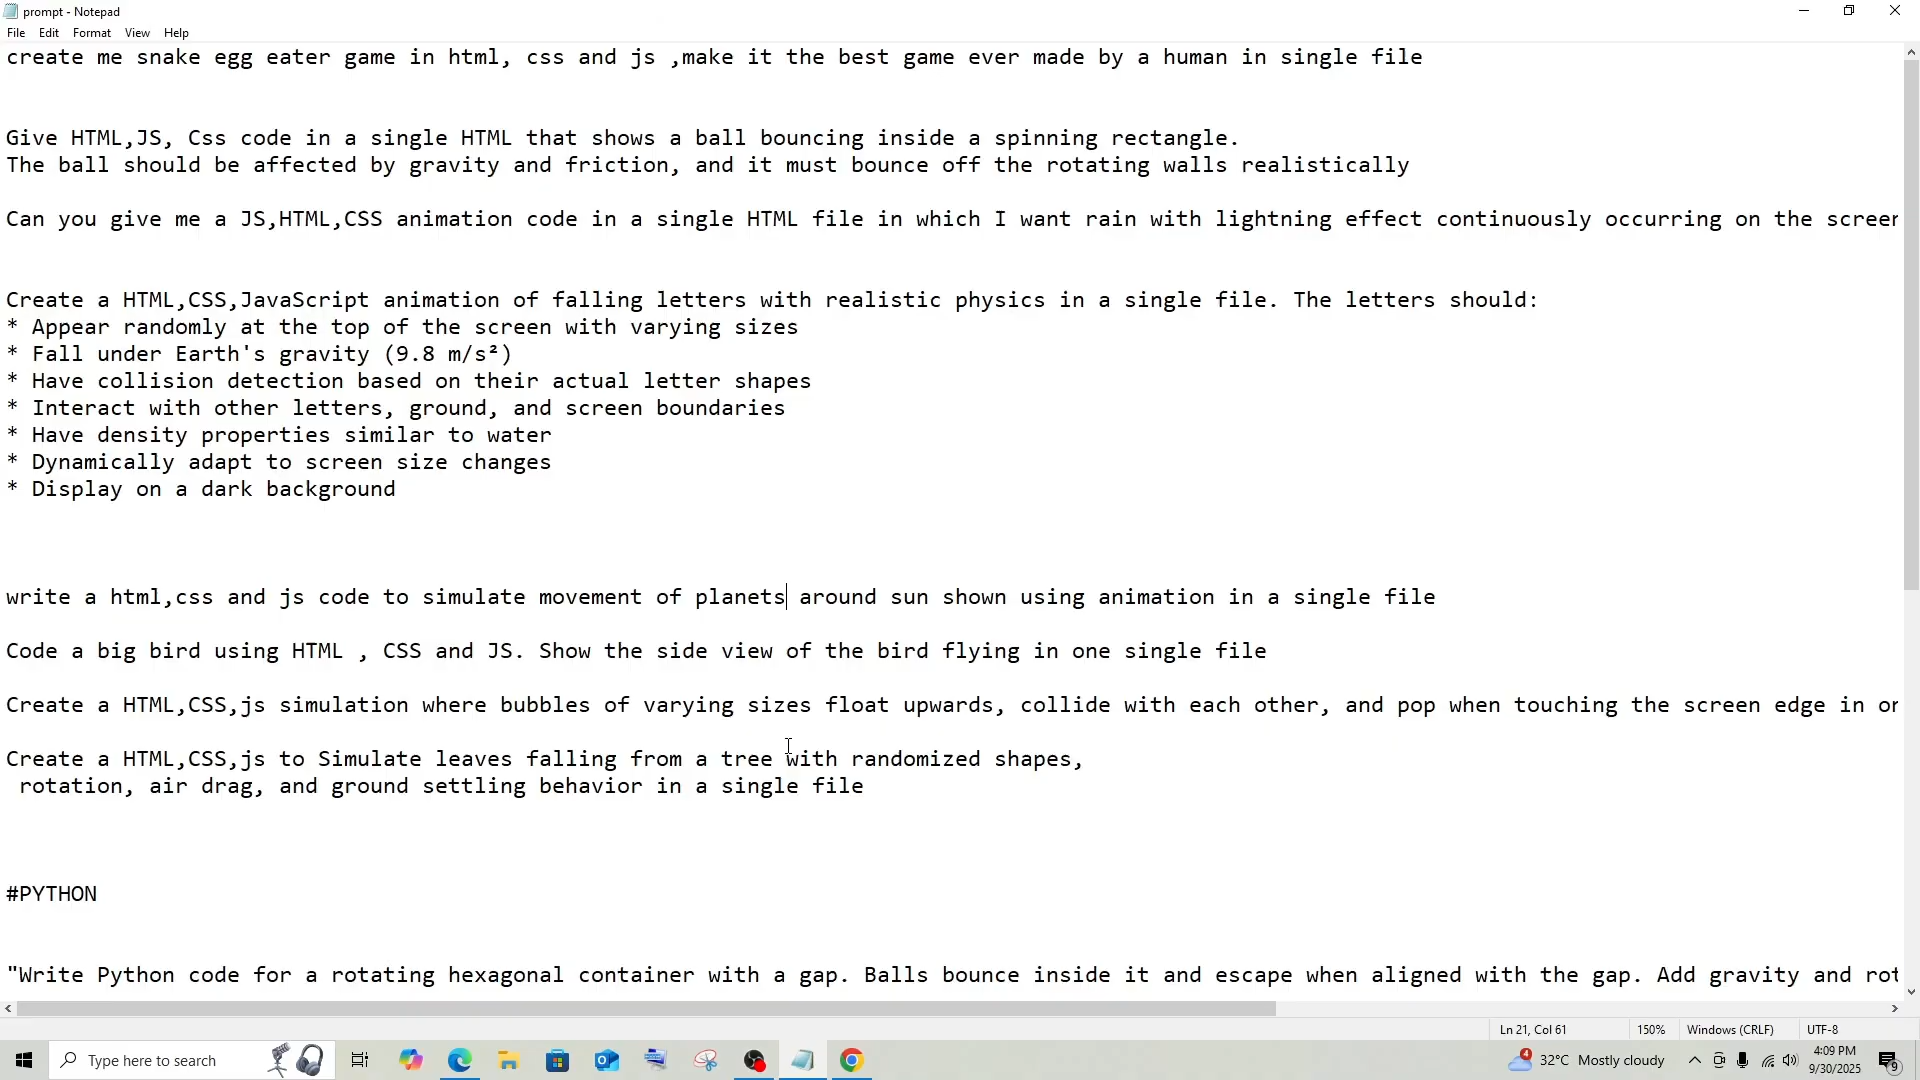 prompt - Notepad
File Edit Format View Help
create me snake egg eater game in html, css and js ,make it the best game ever made by a human in single file
Give HTML,JS, Css code in a single HTML that shows a ball bouncing inside a spinning rectangle.
The ball should be affected by gravity and friction, and it must bounce off the rotating walls realistically
Can you give me a JS,HTML,CSS animation code in a single HTML file in which I want rain with lightning effect continuously occurring on the screen
Create a HTML,CSS,JavaScript animation of falling letters with realistic physics in a single file. The letters should:
* Appear randomly at the top of the screen with varying sizes
* Fall under Earth's gravity (9.8 m/s²)
* Have collision detection based on their actual letter shapes
* Interact with other letters, ground, and screen boundaries
* Have density properties similar to water
* Dynamically adapt to screen size changes
* Display on a dark background
write a html,css and js code to simulate movement of planets around sun shown using animation in a single file
Code a big bird using HTML , CSS and JS. Show the side view of the bird flying in one single file
Create a HTML,CSS,js simulation where bubbles of varying sizes float upwards, collide with each other, and pop when touching the screen edge in or
Create a HTML,CSS,js to Simulate leaves falling from a tree with randomized shapes,
rotation, air drag, and ground settling behavior in a single file
#PYTHON
"Write Python code for a rotating hexagonal container with a gap. Balls bounce inside it and escape when aligned with the gap. Add gravity and rot
Ln 21, Col 61 150% Windows (CRLF) UTF-8
Type here to search 4 32°C Mostly cloudy 4:09 PM 9
9/30/2025